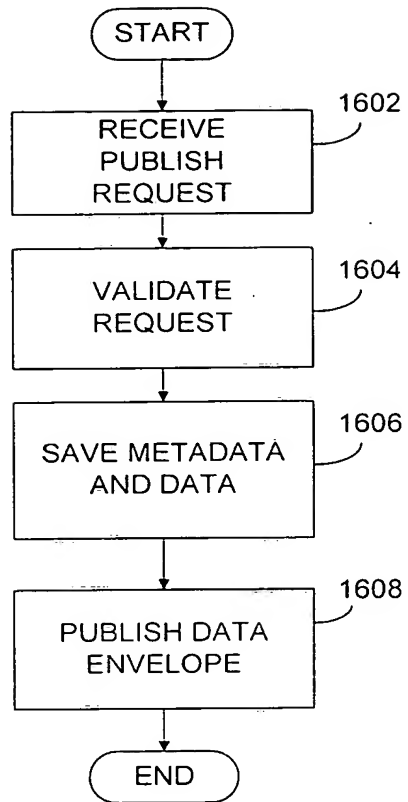 START
1602
RECEIVE
PUBLISH
REQUEST
1604
VALIDATE
REQUEST
1606
SAVE METADATA
AND DATA
1608
PUBLISH DATA
ENVELOPE
END